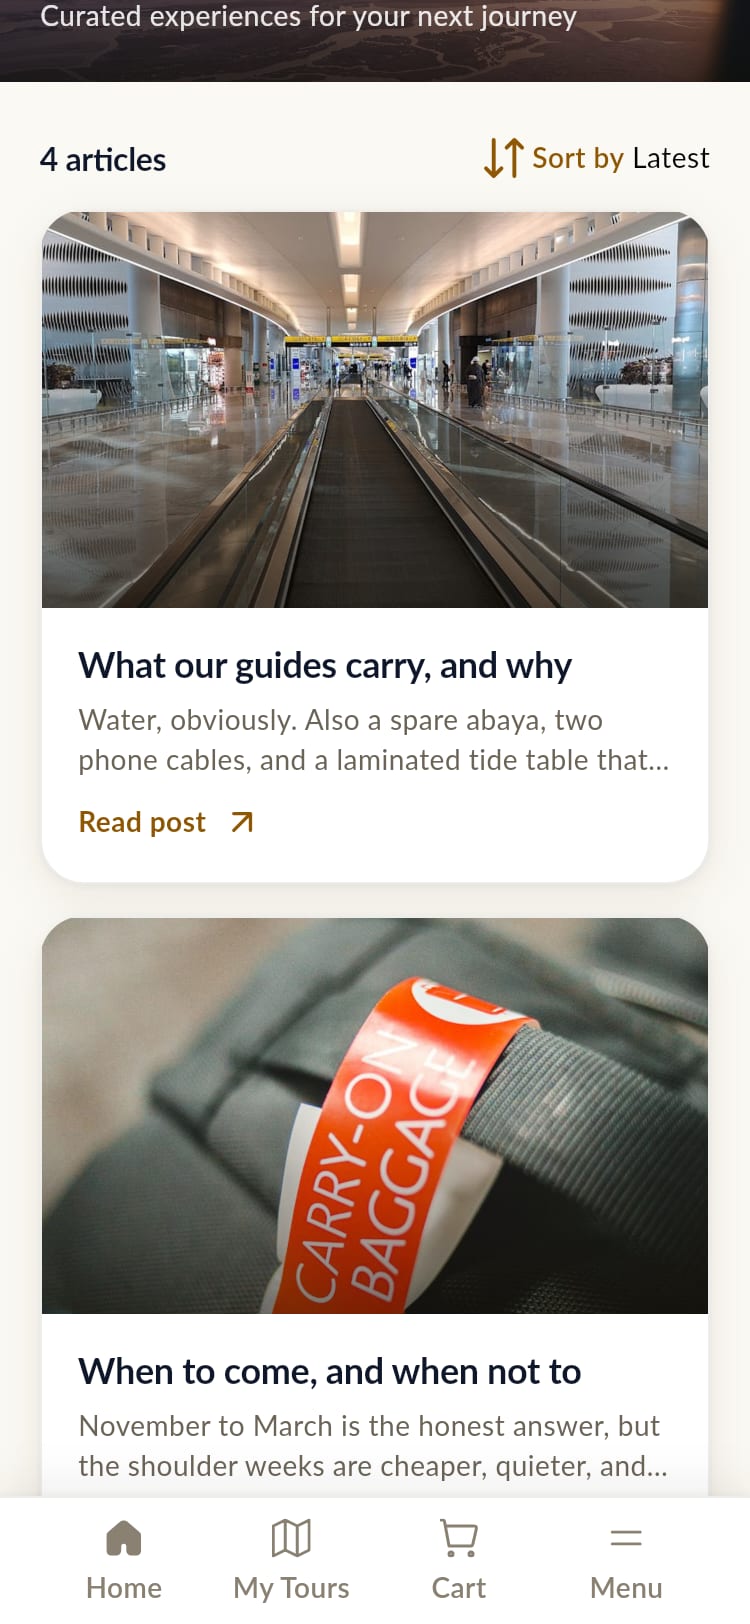 Curated experiences for your next journey
4 articles
Sort by Latest
What our guides carry, and why
Water, obviously. Also a spare abaya, two
phone cables, and a laminated tide table that...
Read post
CARRY-ON
BAGGAGE
When to come, and when not to
November to March is the honest answer, but
the shoulder weeks are cheaper, quieter, and...
Home
My Tours
Cart
Menu